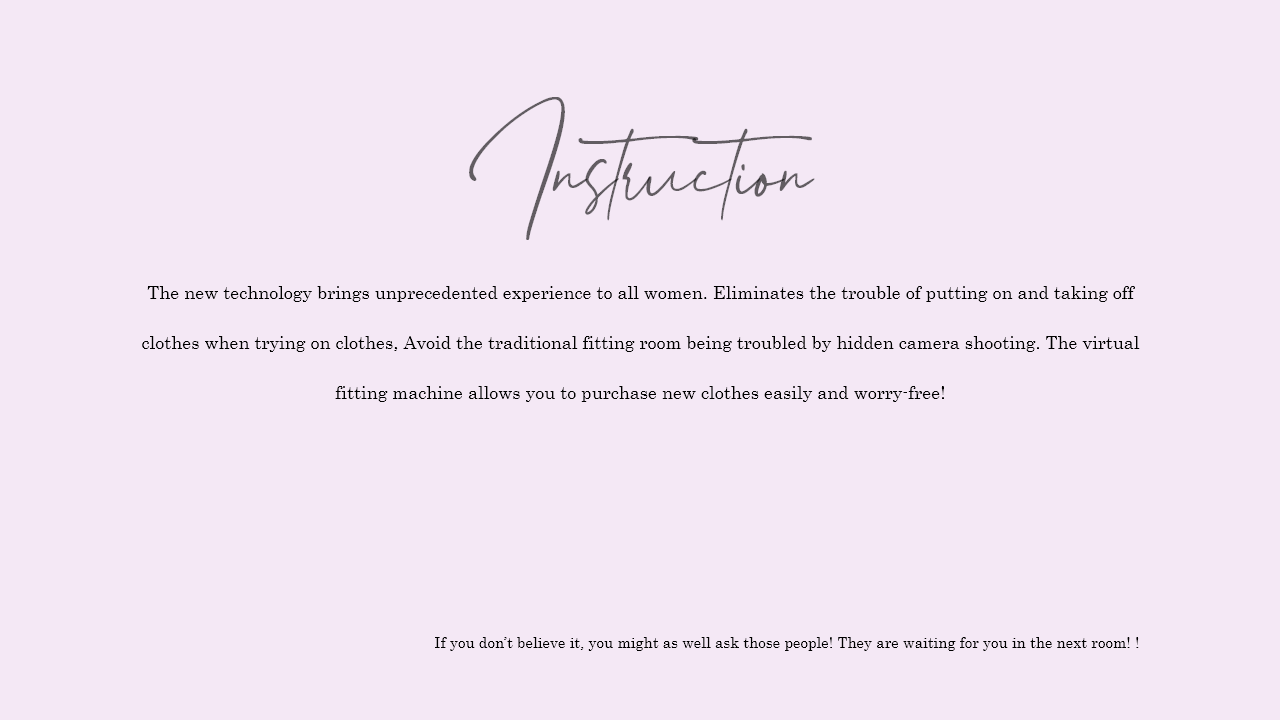 Instruction
The new technology brings unprecedented experience to all women. Eliminates the trouble of putting on and taking off
clothes when trying on clothes, Avoid the traditional fitting room being troubled by hidden camera shooting. The virtual
fitting machine allows you to purchase new clothes easily and worry-free!
If you don’t believe it, you might as well ask those people! They are waiting for you in the next room! !